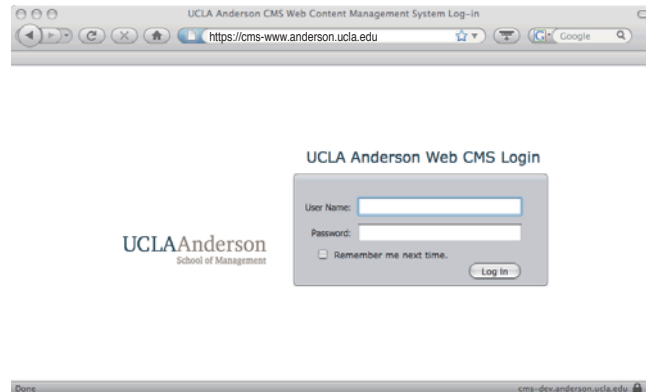 UCLA Anderson CMS Web Content Management System Log-in
https://cms-www.anderson.ucla.edu
G Google
UCLA Anderson Web CMS Login
User Name:
Password:
Remember me next time.
Log In
UCLAAnderson
School of Management
Done
cms-dev.anderson.ucla.edu